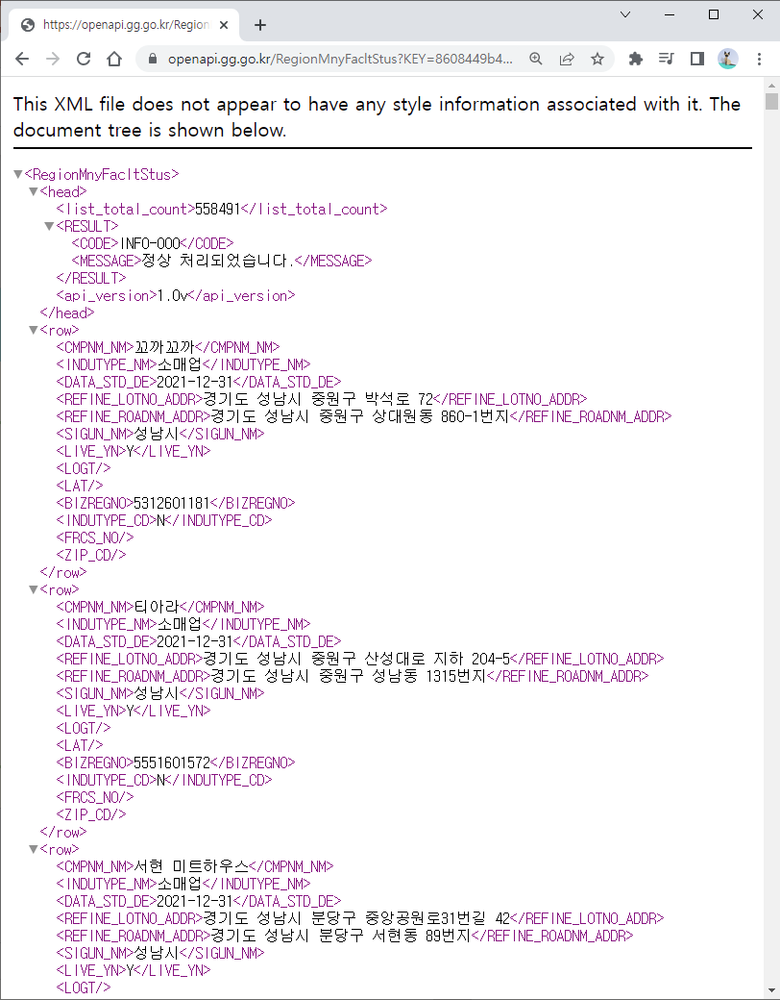 https://openapi.gg.go.kr/Region
openapi.gg.go.kr/RegionMnyFacltStus?KEY=8608449b4...
This XML file does not appear to have any style information associated with it. The
document tree is shown below.
▼<RegionMnyFacltStus>
▼<head>
<list_total_count>558491</list_total_count>
▼<RESULT>
<CODE>INFO-000</CODE>
<MESSAGE>정상 처리되었습니다.</MESSAGE>
</RESULT>
<api_version>1.0v</api_version>
</head>
▼<row>
<CMPNM_NM>꼬까꼬까</CMPNM_NM>
<INDUTYPE_NM>소매업</INDUTYPE_NM>
<DATA_STD_DE>2021-12-31</DATA_STD_DE>
<REFINE_LOTNO_ADDR>경기도 성남시 중원구 박석로 72</REFINE_LOTNO_ADDR>
<REFINE_ROADNM_ADDR>경기도 성남시 중원구 상대원동 860-1번지</REFINE_ROADNM_ADDR>
<SIGUN_NM>성남시</SIGUN_NM>
<LIVE_YN>Y</LIVE_YN>
<LOGT/>
<LAT/>
<BIZREGNO>5312601181</BIZREGNO>
<INDUTYPE_CD>N</INDUTYPE_CD>
<FRCS_NO/>
<ZIP_CD/>
</row>
▼<row>
<CMPNM_NM>티아라</CMPNM_NM>
<INDUTYPE_NM>소매업</INDUTYPE_NM>
<DATA_STD_DE>2021-12-31</DATA_STD_DE>
<REFINE_LOTNO_ADDR>경기도 성남시 중원구 산성대로 지하 204-5</REFINE_LOTNO_ADDR>
<REFINE_ROADNM_ADDR>경기도 성남시 중원구 성남동 1315번지</REFINE_ROADNM_ADDR>
<SIGUN_NM>성남시</SIGUN_NM>
<LIVE_YN>Y</LIVE_YN>
<LOGT/>
<LAT/>
<BIZREGNO>5551601572</BIZREGNO>
<INDUTYPE_CD>N</INDUTYPE_CD>
<FRCS_NO/>
<ZIP_CD/>
</row>
▼<row>
<CMPNM_NM>서현 미트하우스</CMPNM_NM>
<INDUTYPE_NM>소매업</INDUTYPE_NM>
<DATA_STD_DE>2021-12-31</DATA_STD_DE>
<REFINE_LOTNO_ADDR>경기도 성남시 분당구 중앙공원로31번길 42</REFINE_LOTNO_ADDR>
<REFINE_ROADNM_ADDR>경기도 성남시 분당구 서현동 89번지</REFINE_ROADNM_ADDR>
<SIGUN_NM>성남시</SIGUN_NM>
<LIVE_YN>Y</LIVE_YN>
<LOGT/>